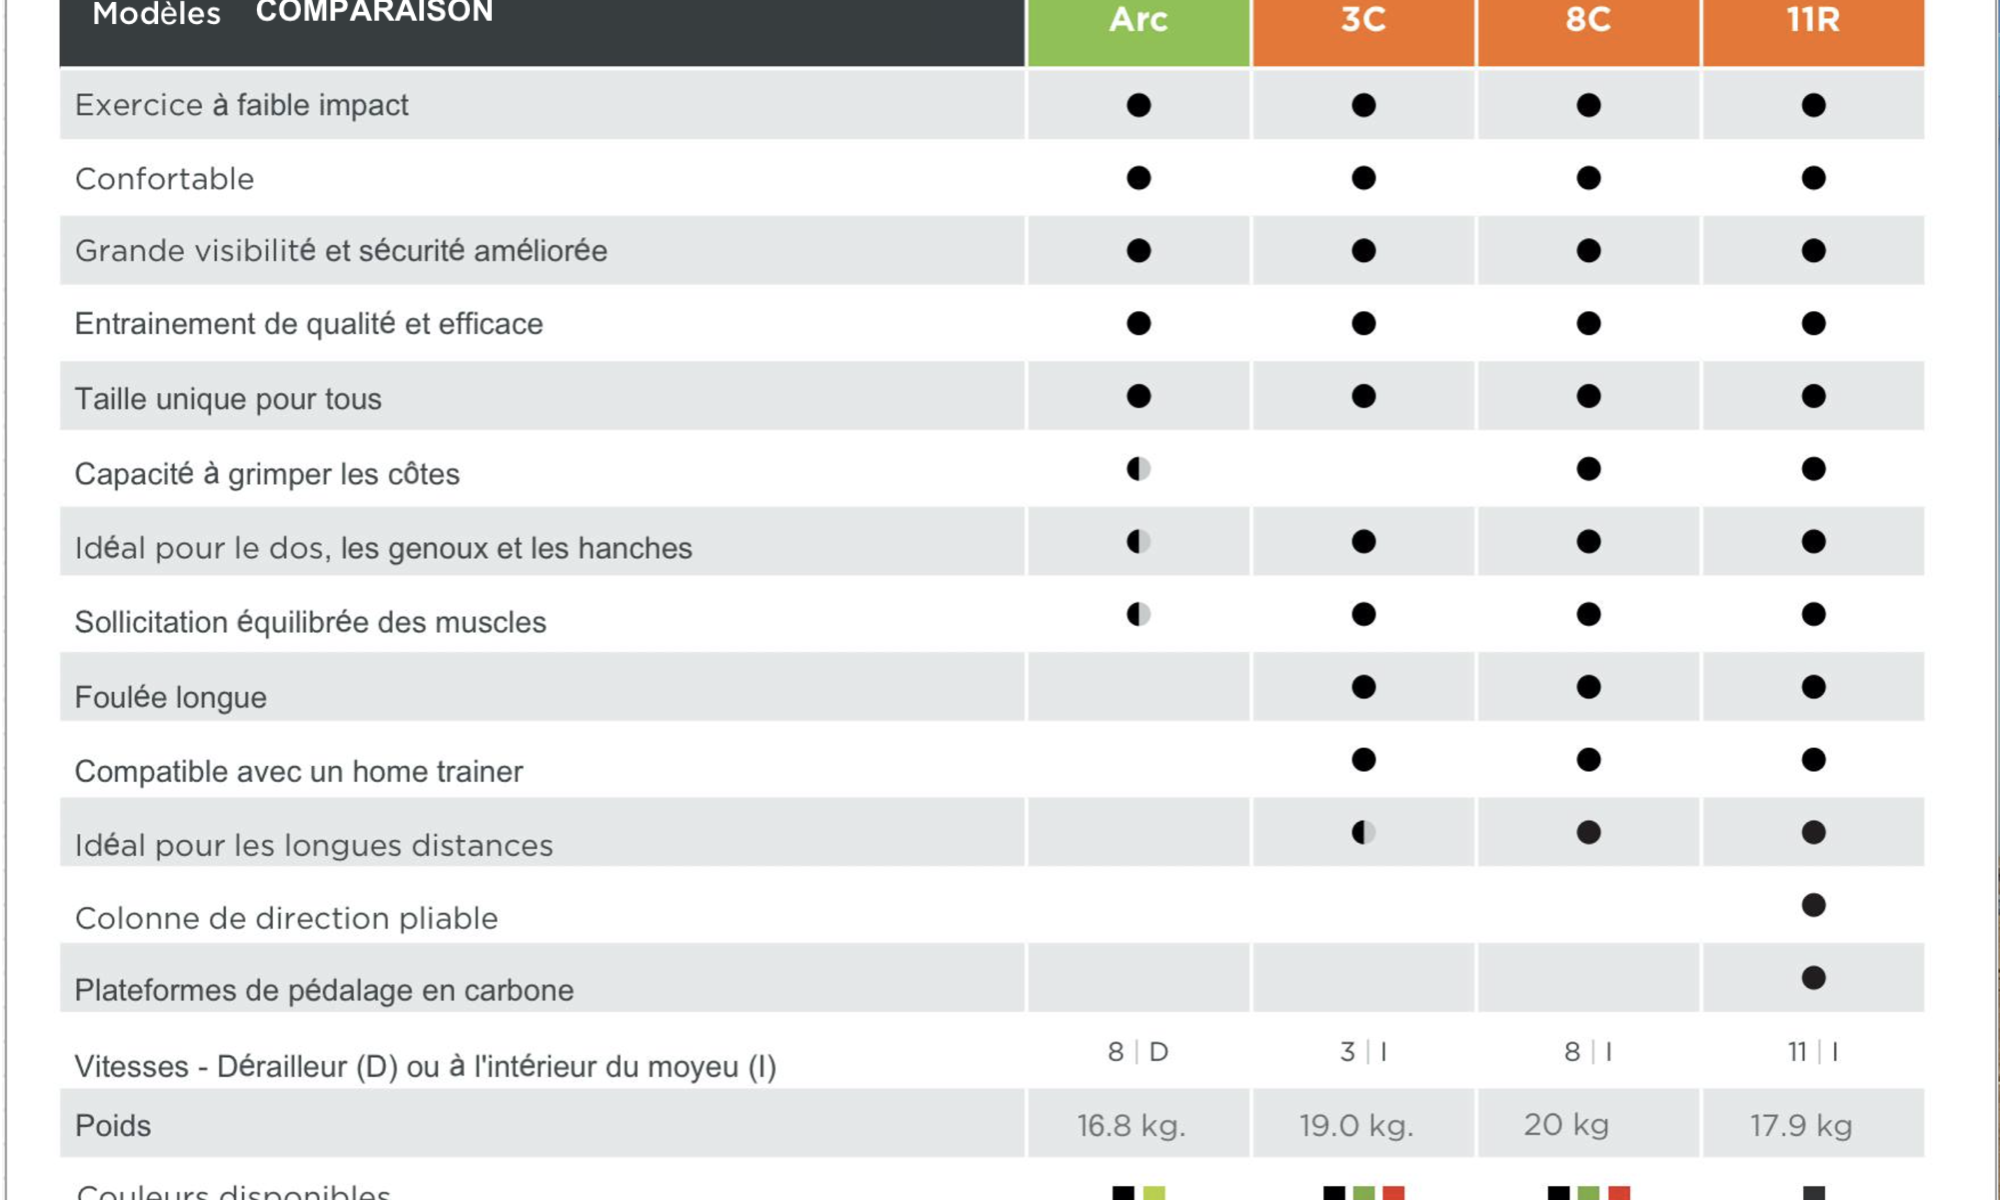 Modèles COMPARAISON Arc 3C 8C 11R
Exercice à faible impact
Confortable
Grande visibilité et sécurité améliorée
Entrainement de qualité et efficace
Taille unique pour tous
Capacité à grimper les côtes
Idéal pour le dos, les genoux et les hanches
Sollicitation équilibrée des muscles
Foulée longue
Compatible avec un home trainer
Idéal pour les longues distances
Colonne de direction pliable
Plateformes de pédalage en carbone
Vitesses - Dérailleur (D) ou à l'intérieur du moyeu (I) 8 | D 3 | I 8 | I 11 | I
Poids 16.8 kg. 19.0 kg. 20 kg 17.9 kg
Couleurs disponibles